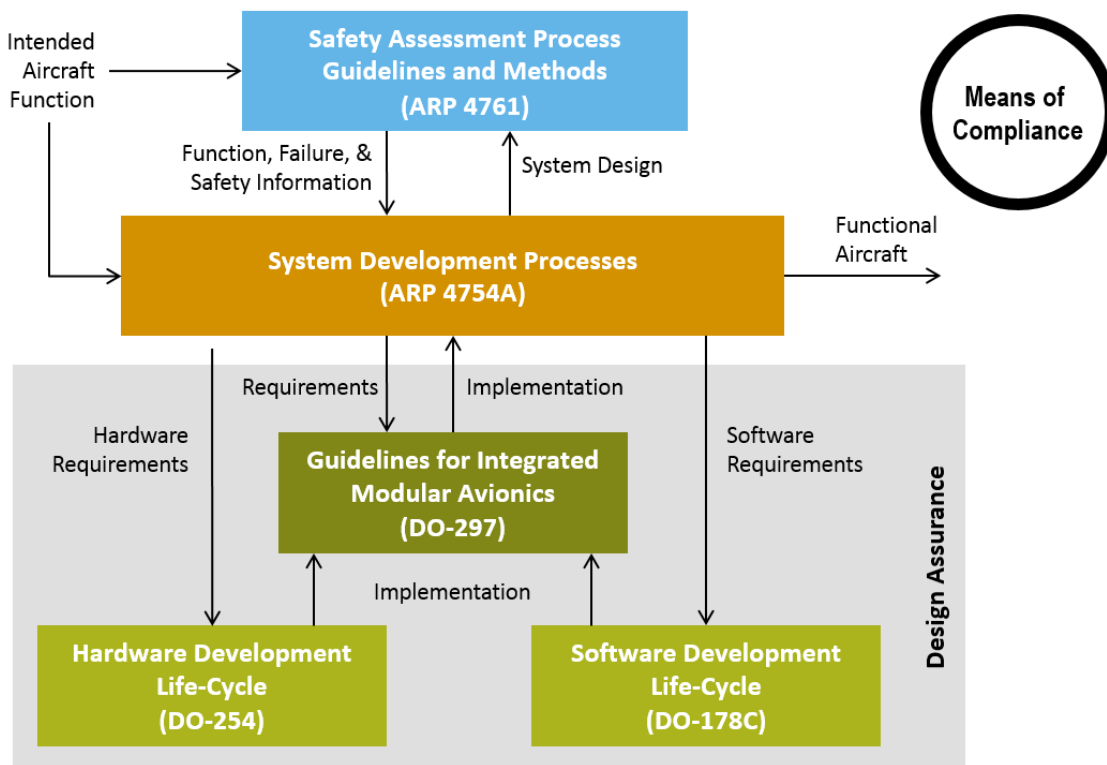 Intended
Aircraft
Function
Safety Assessment Process
Guidelines and Methods
(ARP 4761)
Means of
Compliance
Function, Failure, &
Safety Information
System Design
System Development Processes
(ARP 4754A)
Functional
Aircraft
Requirements
Implementation
Hardware
Requirements
Software
Requirements
Guidelines for Integrated
Modular Avionics
(DO-297)
Implementation
Design Assurance
Hardware Development
Life-Cycle
(DO-254)
Software Development
Life-Cycle
(DO-178C)